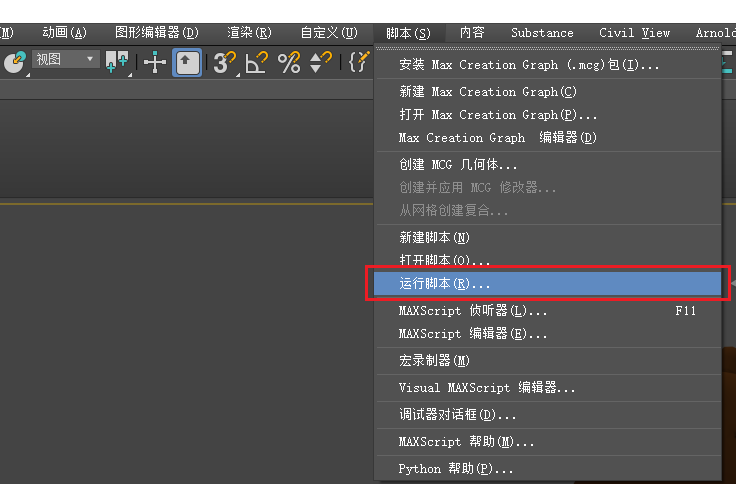 (M) 动画(A) 图形编辑器(D) 渲染(R) 自定义(U) 脚本(S) 内容 Substance Civil View Arnold
视图
安装 Max Creation Graph (.mcg)包(I)...
新建 Max Creation Graph(C)
打开 Max Creation Graph(P)...
Max Creation Graph 编辑器(D)
创建 MCG 几何体...
创建并应用 MCG 修改器...
从网格创建复合...
新建脚本(N)
打开脚本(O)...
运行脚本(R)...
MAXScript 侦听器(L)... F11
MAXScript 编辑器(E)...
宏录制器(M)
Visual MAXScript 编辑器...
调试器对话框(D)...
MAXScript 帮助(M)...
Python 帮助(P)...